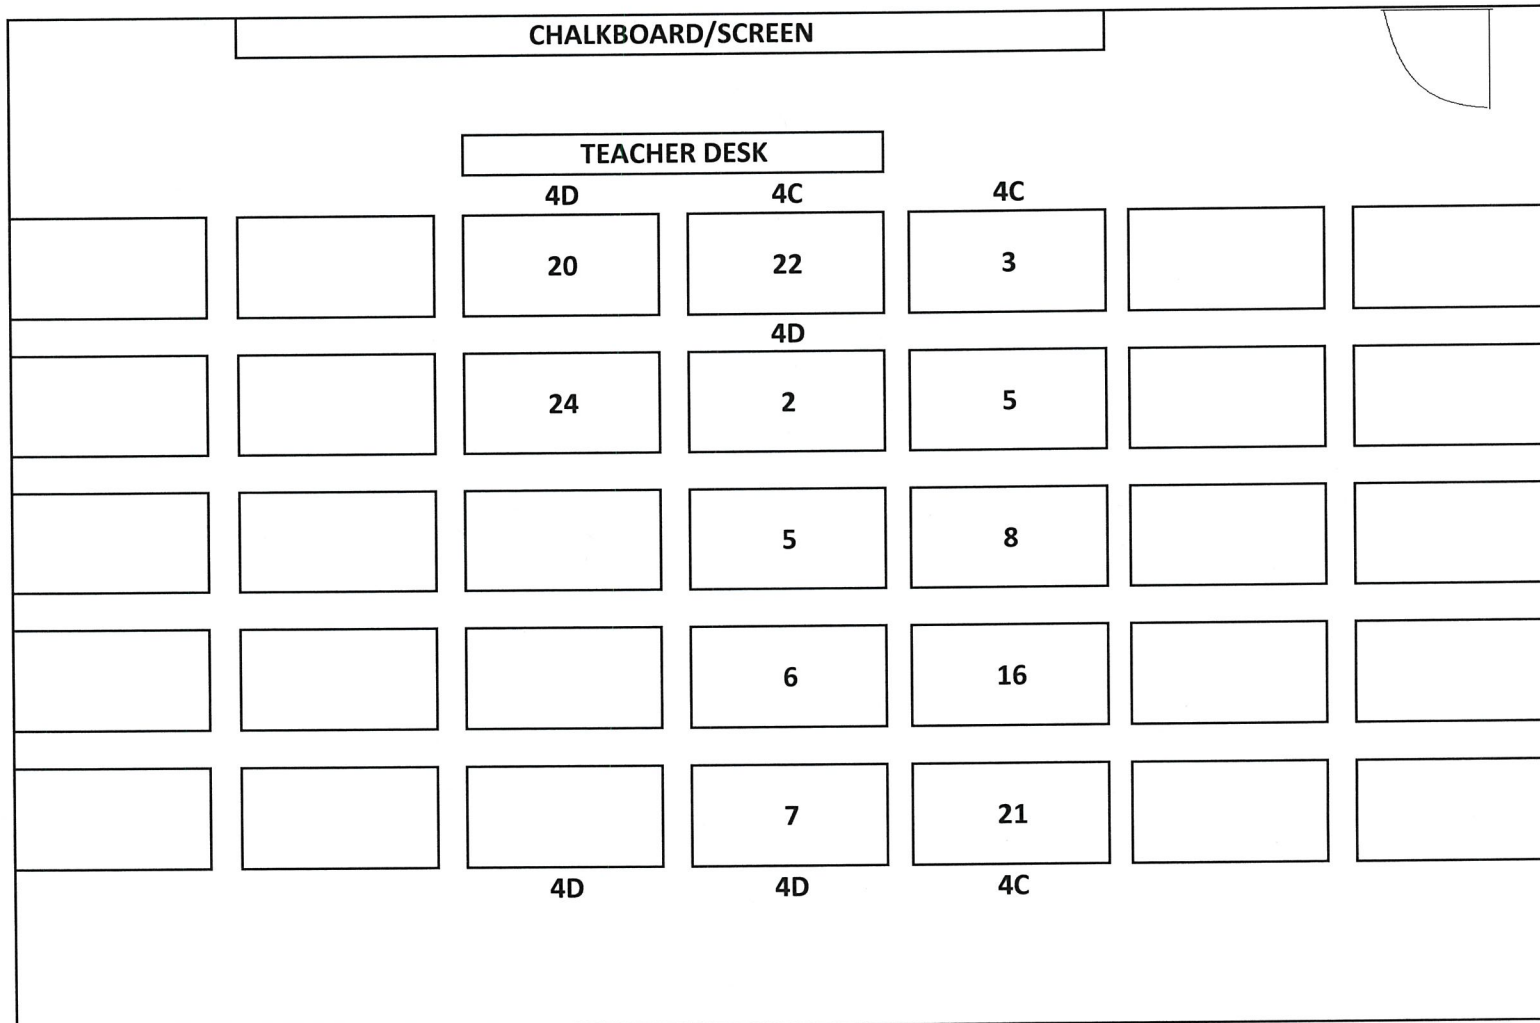 CHALKBOARD/SCREEN
TEACHER DESK
4D 4C 4C
20 22 3
4D
24 2 5
5 8
6 16
7 21
4D 4D 4C